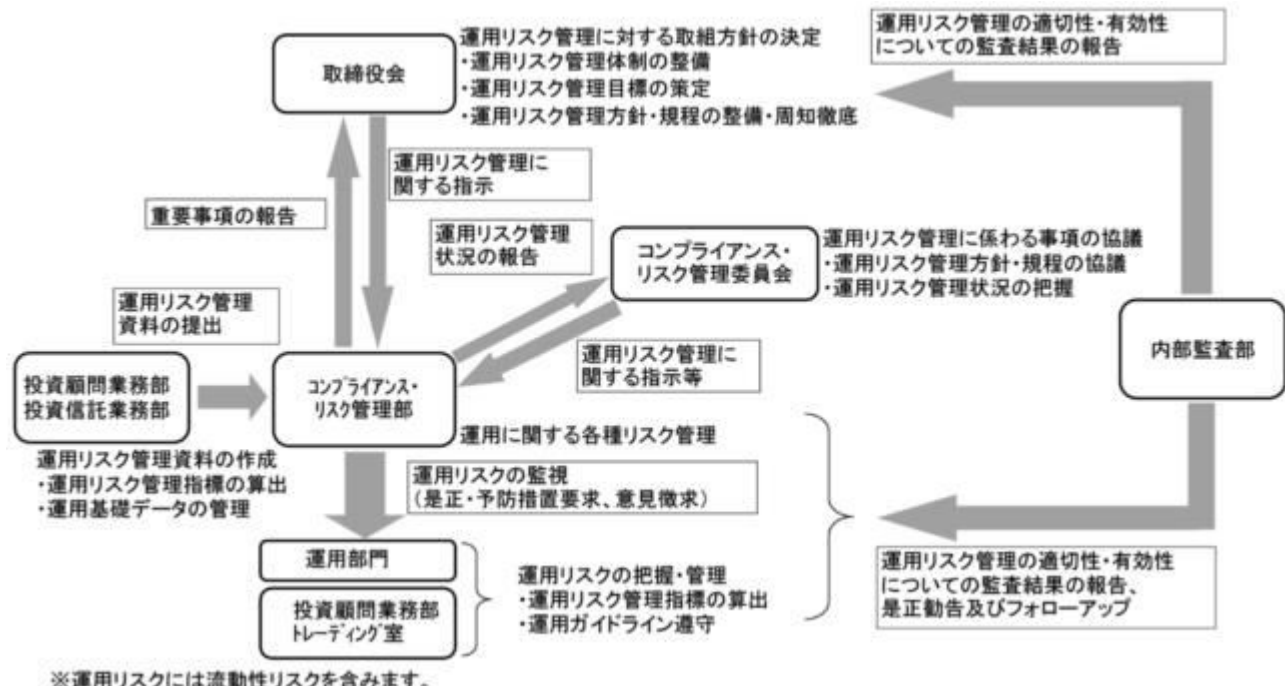 取締役会
運用リスク管理に対する取組方針の決定
・運用リスク管理体制の整備
・運用リスク管理目標の策定
・運用リスク管理方針・規程の整備・周知徹底
運用リスク管理の適切性・有効性
についての監査結果の報告
運用リスク管理に
関する指示
重要事項の報告
運用リスク管理
状況の報告
コンプライアンス・
リスク管理委員会
運用リスク管理に係わる事項の協議
・運用リスク管理方針・規程の協議
・運用リスク管理状況の把握
運用リスク管理
資料の提出
運用リスク管理に
関する指示等
内部監査部
投資顧問業務部
投資信託業務部
コンプライアンス・
リスク管理部
運用に関する各種リスク管理
運用リスク管理資料の作成
・運用リスク管理指標の算出
・運用基礎データの管理
運用リスクの監視
(是正・予防措置要求、意見徴求)
運用部門
投資顧問業務部
トレーディング室
運用リスクの把握・管理
・運用リスク管理指標の算出
・運用ガイドライン遵守
運用リスク管理の適切性・有効性
についての監査結果の報告、
是正勧告及びフォローアップ
※運用リスクには流動性リスクを含みます。